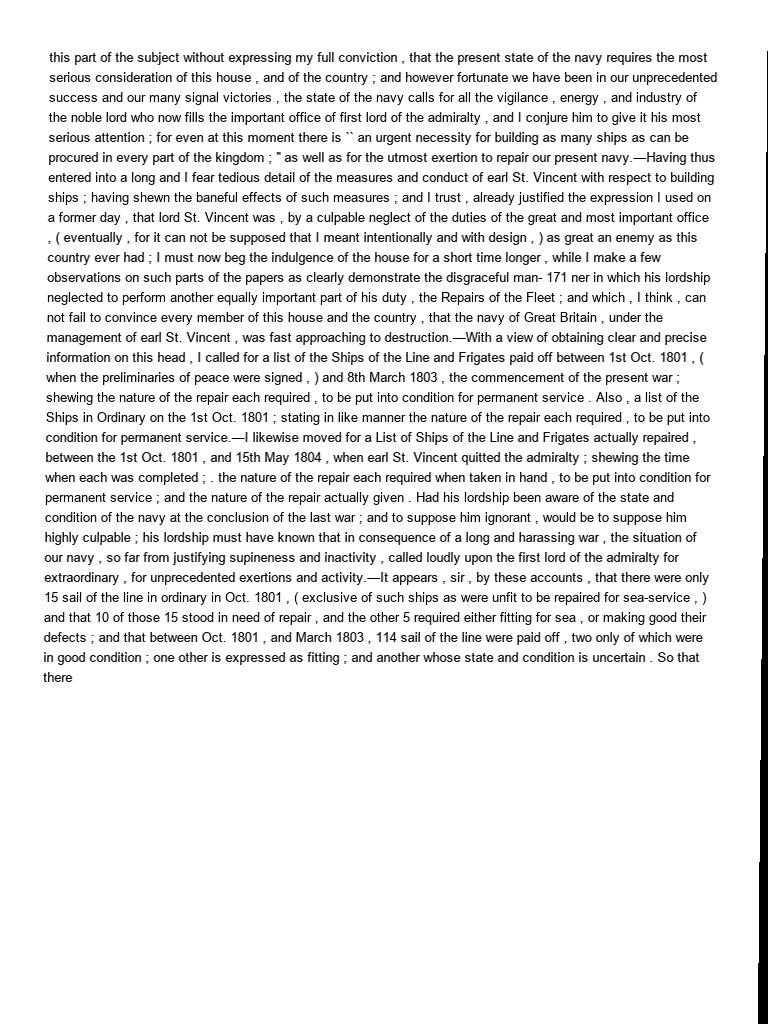 this part of the subject without expressing my full conviction , that the present state of the navy requires the most
serious consideration of this house , and of the country ; and however fortunate we have been in our unprecedented
success and our many signal victories , the state of the navy calls for all the vigilance , energy , and industry of
the noble lord who now fills the important office of first lord of the admiralty , and I conjure him to give it his most
serious attention ; for even at this moment there is `` an urgent necessity for building as many ships as can be
procured in every part of the kingdom ; " as well as for the utmost exertion to repair our present navy.—Having thus
entered into a long and I fear tedious detail of the measures and conduct of earl St. Vincent with respect to building
ships ; having shewn the baneful effects of such measures ; and I trust , already justified the expression I used on
a former day , that lord St. Vincent was , by a culpable neglect of the duties of the great and most important office
, ( eventually , for it can not be supposed that I meant intentionally and with design , ) as great an enemy as this
country ever had ; I must now beg the indulgence of the house for a short time longer , while I make a few
observations on such parts of the papers as clearly demonstrate the disgraceful man- 171 ner in which his lordship
neglected to perform another equally important part of his duty , the Repairs of the Fleet ; and which , I think , can
not fail to convince every member of this house and the country , that the navy of Great Britain , under the
management of earl St. Vincent , was fast approaching to destruction.—With a view of obtaining clear and precise
information on this head , I called for a list of the Ships of the Line and Frigates paid off between 1st Oct. 1801 , (
when the preliminaries of peace were signed , ) and 8th March 1803 , the commencement of the present war ;
shewing the nature of the repair each required , to be put into condition for permanent service . Also , a list of the
Ships in Ordinary on the 1st Oct. 1801 ; stating in like manner the nature of the repair each required , to be put into
condition for permanent service.—I likewise moved for a List of Ships of the Line and Frigates actually repaired ,
between the 1st Oct. 1801 , and 15th May 1804 , when earl St. Vincent quitted the admiralty ; shewing the time
when each was completed ; . the nature of the repair each required when taken in hand , to be put into condition for
permanent service ; and the nature of the repair actually given . Had his lordship been aware of the state and
condition of the navy at the conclusion of the last war ; and to suppose him ignorant , would be to suppose him
highly culpable ; his lordship must have known that in consequence of a long and harassing war , the situation of
our navy , so far from justifying supineness and inactivity , called loudly upon the first lord of the admiralty for
extraordinary , for unprecedented exertions and activity.—It appears , sir , by these accounts , that there were only
15 sail of the line in ordinary in Oct. 1801 , ( exclusive of such ships as were unfit to be repaired for sea-service , )
and that 10 of those 15 stood in need of repair , and the other 5 required either fitting for sea , or making good their
defects ; and that between Oct. 1801 , and March 1803 , 114 sail of the line were paid off , two only of which were
in good condition ; one other is expressed as fitting ; and another whose state and condition is uncertain . So that
there